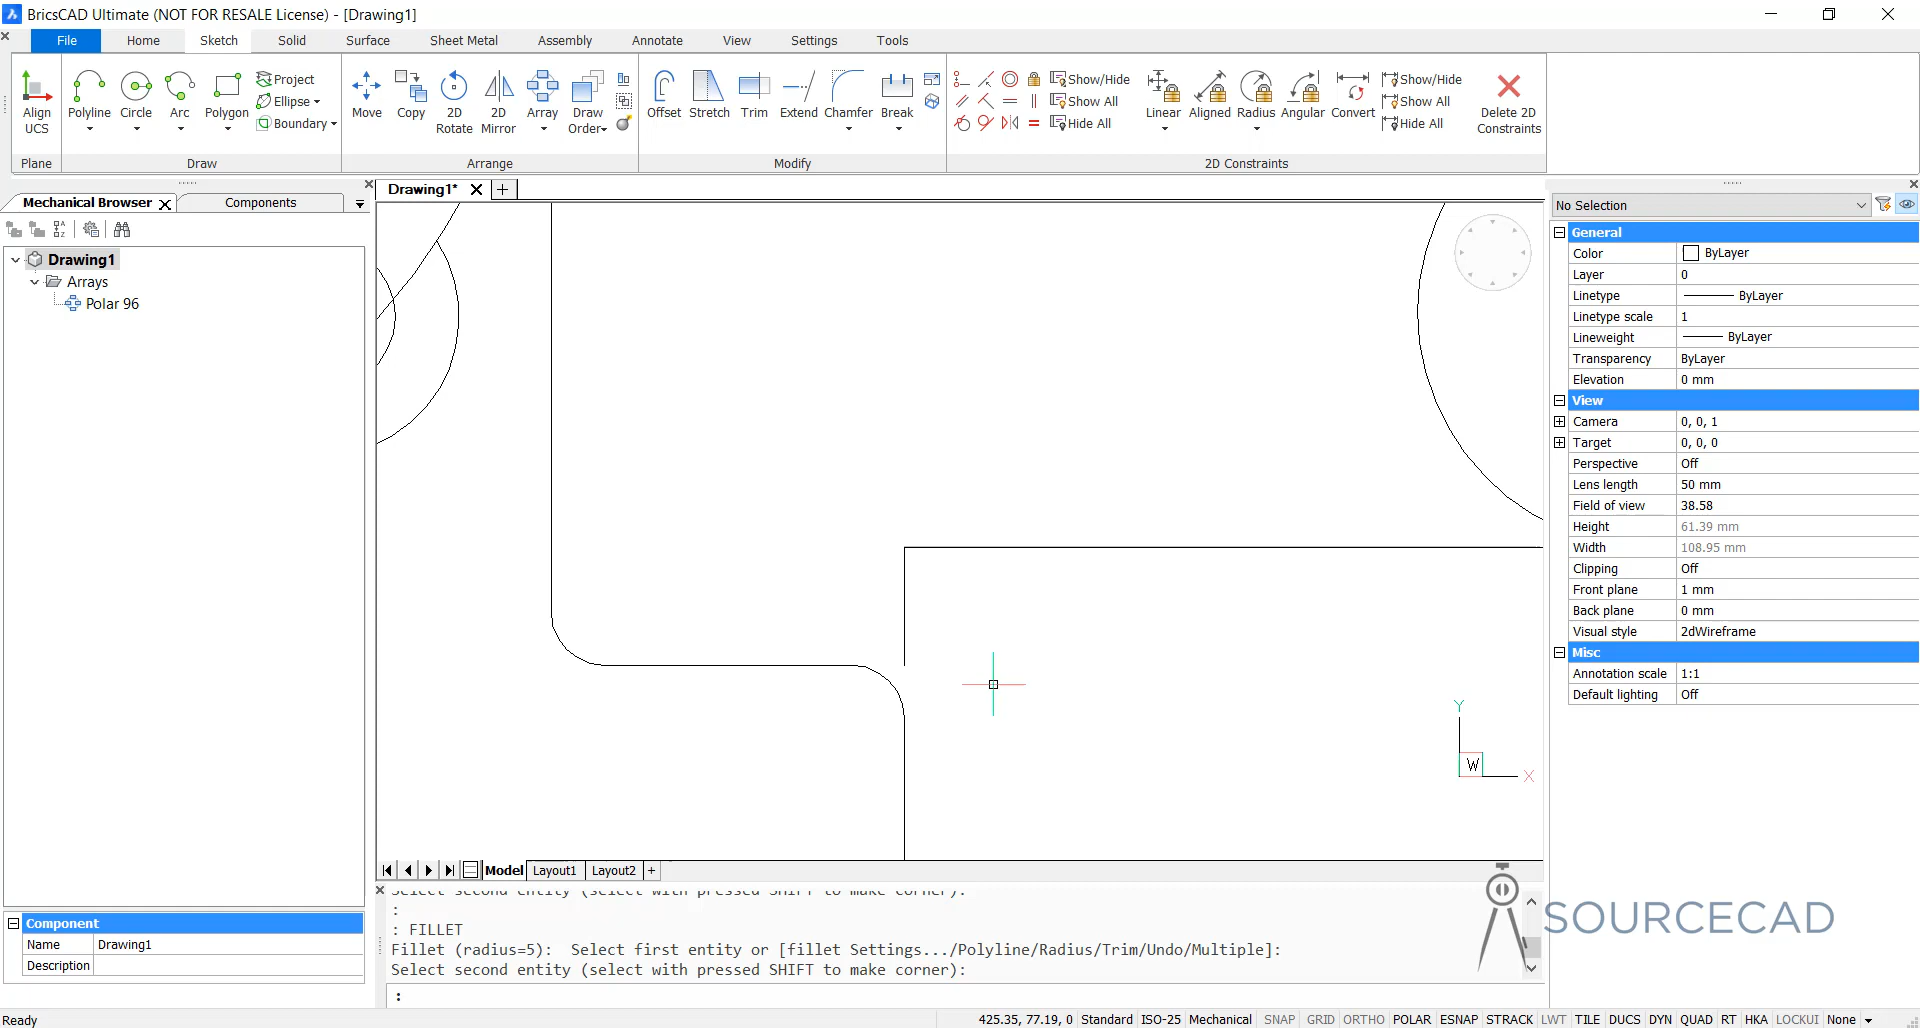 BricsCAD Ultimate (NOT FOR RESALE License) - [Drawing1]
File Home Sketch Solid Surface Sheet Metal Assembly Annotate View Settings Tools
Align UCS
Polyline Circle Arc Polygon
Project
Ellipse
Boundary
Move Copy 2D Rotate 2D Mirror Array Draw Order
Offset Stretch Trim Extend Chamfer Break
Show/Hide
Show All
Hide All
Linear Aligned Radius Angular Convert
Show/Hide
Show All
Hide All
Delete 2D Constraints
Plane Draw Arrange Modify 2D Constraints
Mechanical Browser Components
Drawing1
Arrays
Polar 96
Component
Name Drawing1
Description
Drawing1*
Y
W
X
Model Layout1 Layout2 +
Select second entity (select with pressed SHIFT to make corner):
:
: FILLET
Fillet (radius=5): Select first entity or [fillet Settings.../Polyline/Radius/Trim/Undo/Multiple]:
Select second entity (select with pressed SHIFT to make corner):
:
No Selection
General
Color ByLayer
Layer 0
Linetype ByLayer
Linetype scale 1
Lineweight ByLayer
Transparency ByLayer
Elevation 0 mm
View
Camera 0, 0, 1
Target 0, 0, 0
Perspective Off
Lens length 50 mm
Field of view 38.58
Height 61.39 mm
Width 108.95 mm
Clipping Off
Front plane 1 mm
Back plane 0 mm
Visual style 2dWireframe
Misc
Annotation scale 1:1
Default lighting Off
SOURCECAD
Ready
425.35, 77.19, 0 Standard ISO-25 Mechanical SNAP GRID ORTHO POLAR ESNAP STRACK LWT TILE DUCS DYN QUAD RT HKA LOCKUI None